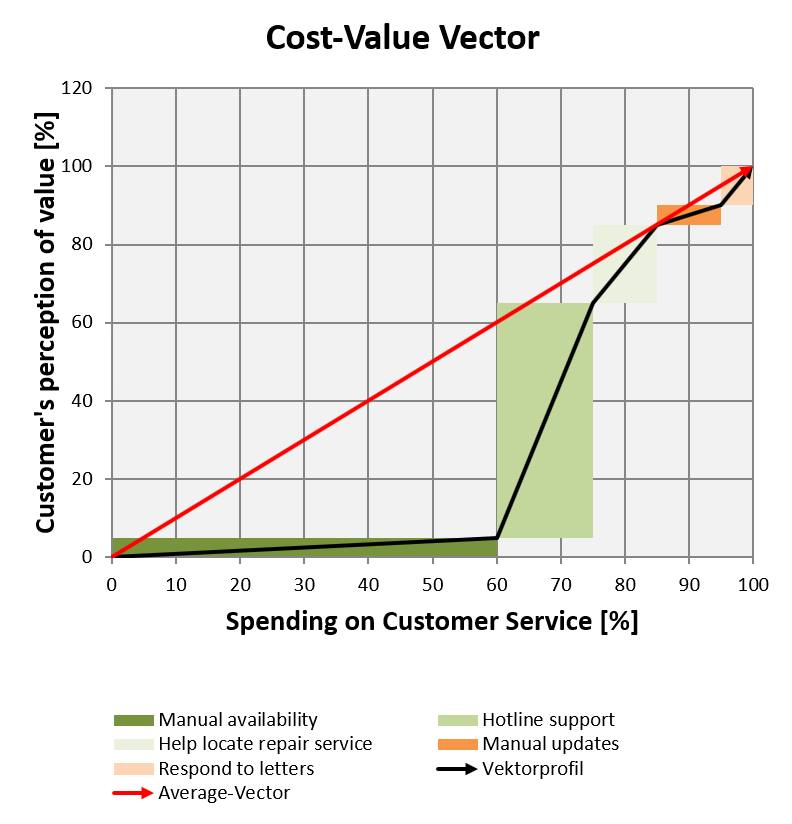 Cost-Value Vector
Customer's perception of value [%]
120
100
80
60
40
20
0
0 10 20 30 40 50 60 70 80 90 100
Spending on Customer Service [%]
Manual availability Hotline support
Help locate repair service Manual updates
Respond to letters Vektorprofil
Average-Vector